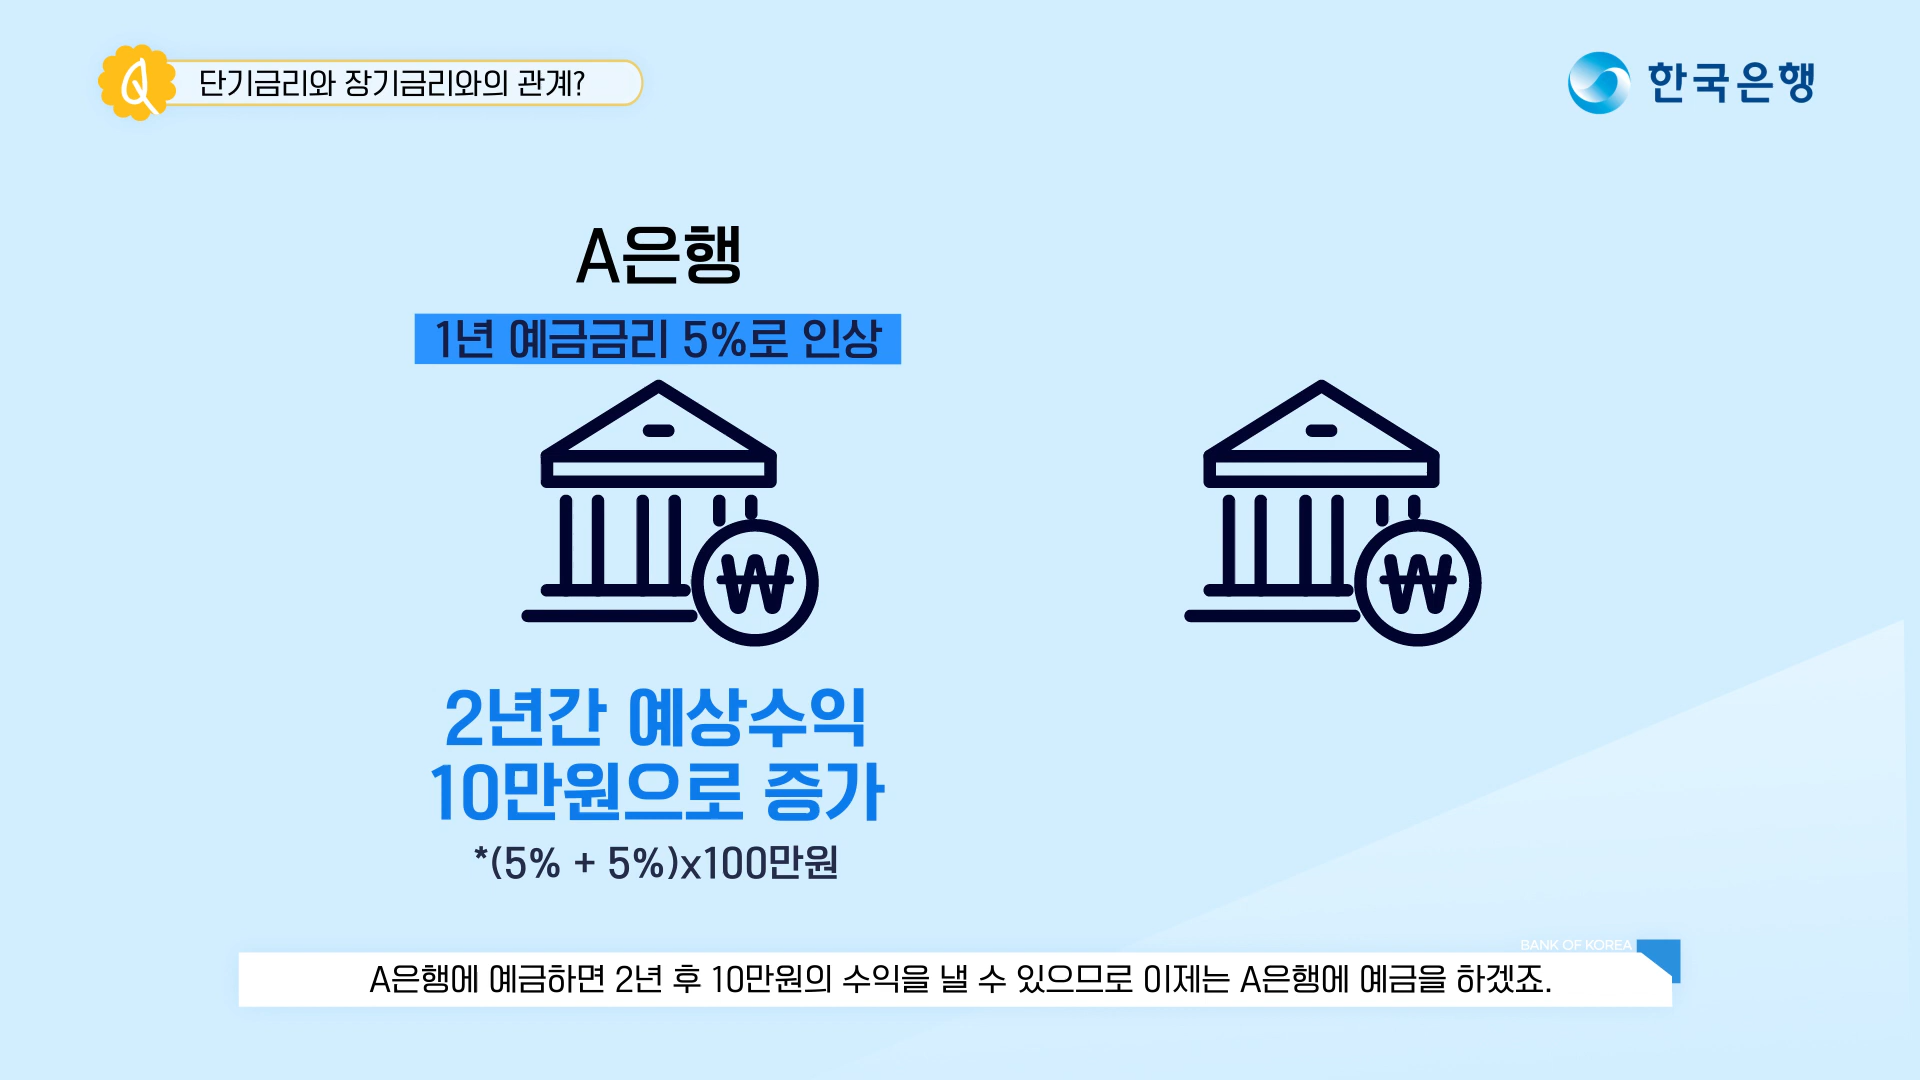 Q 단기금리와 장기금리와의 관계?
한국은행
A은행
1년 예금금리 5%로 인상
₩
₩
2년간 예상수익
10만원으로 증가
*(5% + 5%)x100만원
BANK OF KOREA
A은행에 예금하면 2년 후 10만원의 수익을 낼 수 있으므로 이제는 A은행에 예금을 하겠죠.